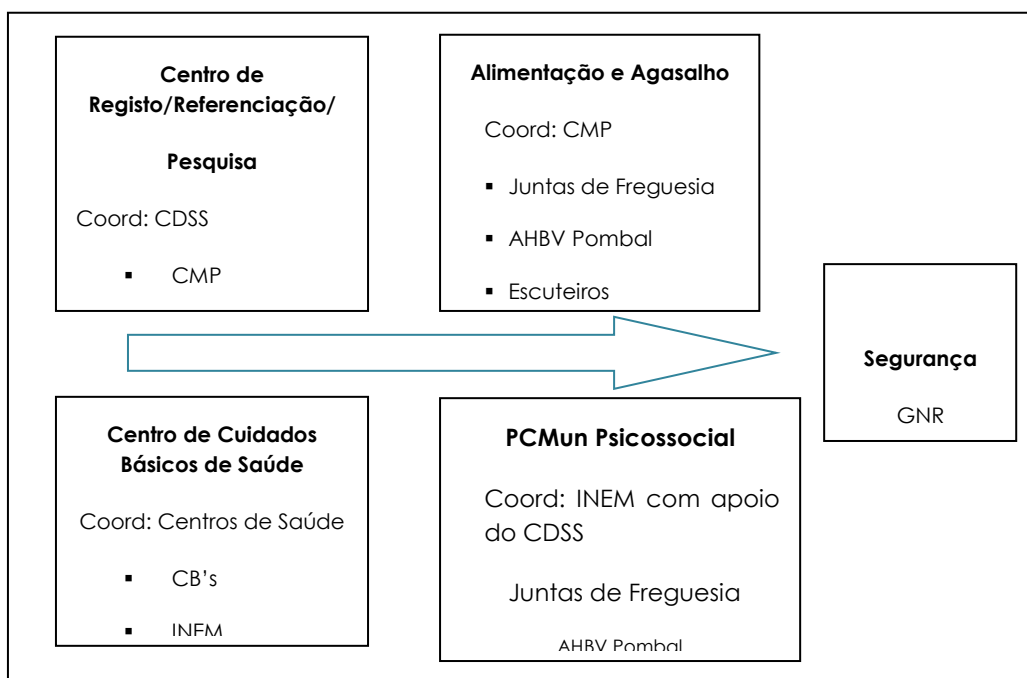 Centro de
Registo/Referenciação/
Pesquisa
Coord: CDSS
▪ CMP
Alimentação e Agasalho
Coord: CMP
▪ Juntas de Freguesia
▪ AHBV Pombal
▪ Escuteiros
Segurança
GNR
Centro de Cuidados
Básicos de Saúde
Coord: Centros de Saúde
▪ CB’s
▪ INEM
PCMun Psicossocial
Coord: INEM com apoio
do CDSS
Juntas de Freguesia
AHBV Pombal